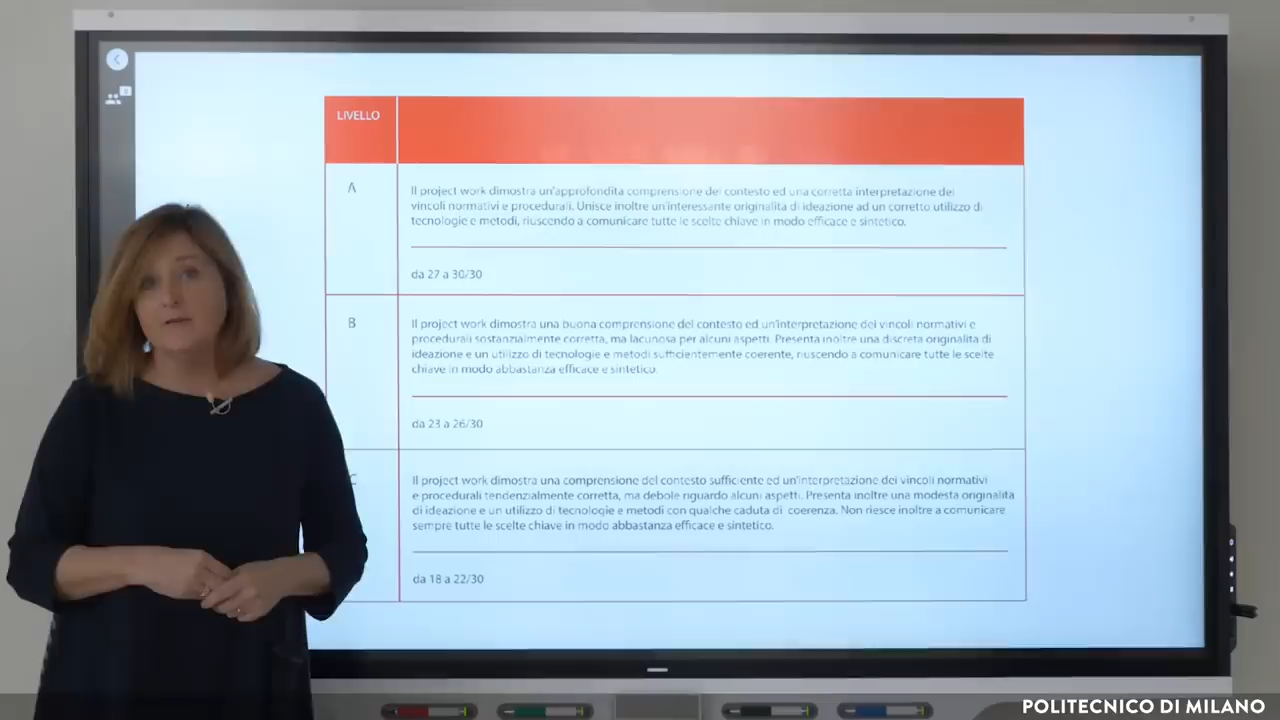 LIVELLO
A
Il project work dimostra un'approfondita comprensione del contesto ed una corretta interpretazione dei
vincoli normativi e procedurali. Unisce inoltre un'interessante originalità di ideazione ad un corretto utilizzo di
tecnologie e metodi, riuscendo a comunicare tutte le scelte chiave in modo efficace e sintetico.
da 27 a 30/30
B
Il project work dimostra una buona comprensione del contesto ed un'interpretazione dei vincoli normativi e
procedurali sostanzialmente corretta, ma lacunosa per alcuni aspetti. Presenta inoltre una discreta originalità di
ideazione e un utilizzo di tecnologie e metodi sufficientemente coerente, riuscendo a comunicare tutte le scelte
chiave in modo abbastanza efficace e sintetico.
da 23 a 26/30
C
Il project work dimostra una comprensione del contesto sufficiente ed un'interpretazione dei vincoli normativi
e procedurali tendenzialmente corretta, ma debole riguardo alcuni aspetti. Presenta inoltre una modesta originalità
di ideazione e un utilizzo di tecnologie e metodi con qualche caduta di coerenza. Non riesce inoltre a comunicare
sempre tutte le scelte chiave in modo abbastanza efficace e sintetico.
da 18 a 22/30
POLITECNICO DI MILANO